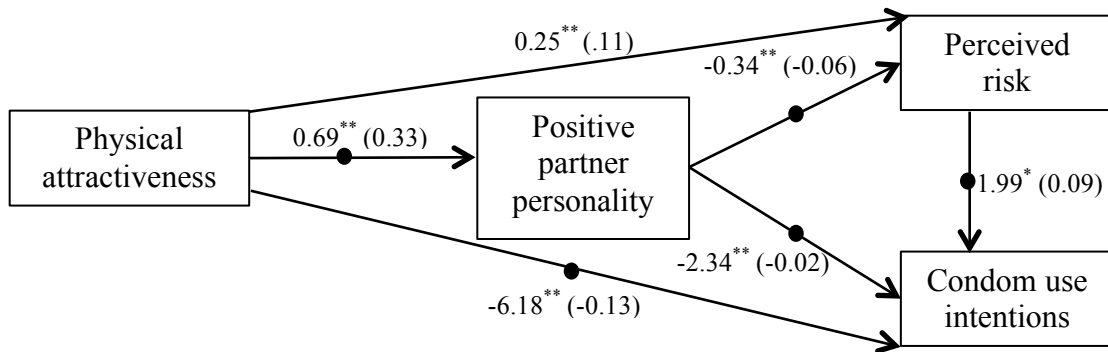 0.25** (.11)
Perceived
risk
-0.34** (-0.06)
Physical
attractiveness
0.69** (0.33)
Positive
partner
personality
1.99* (0.09)
-2.34** (-0.02)
-6.18** (-0.13)
Condom use
intentions